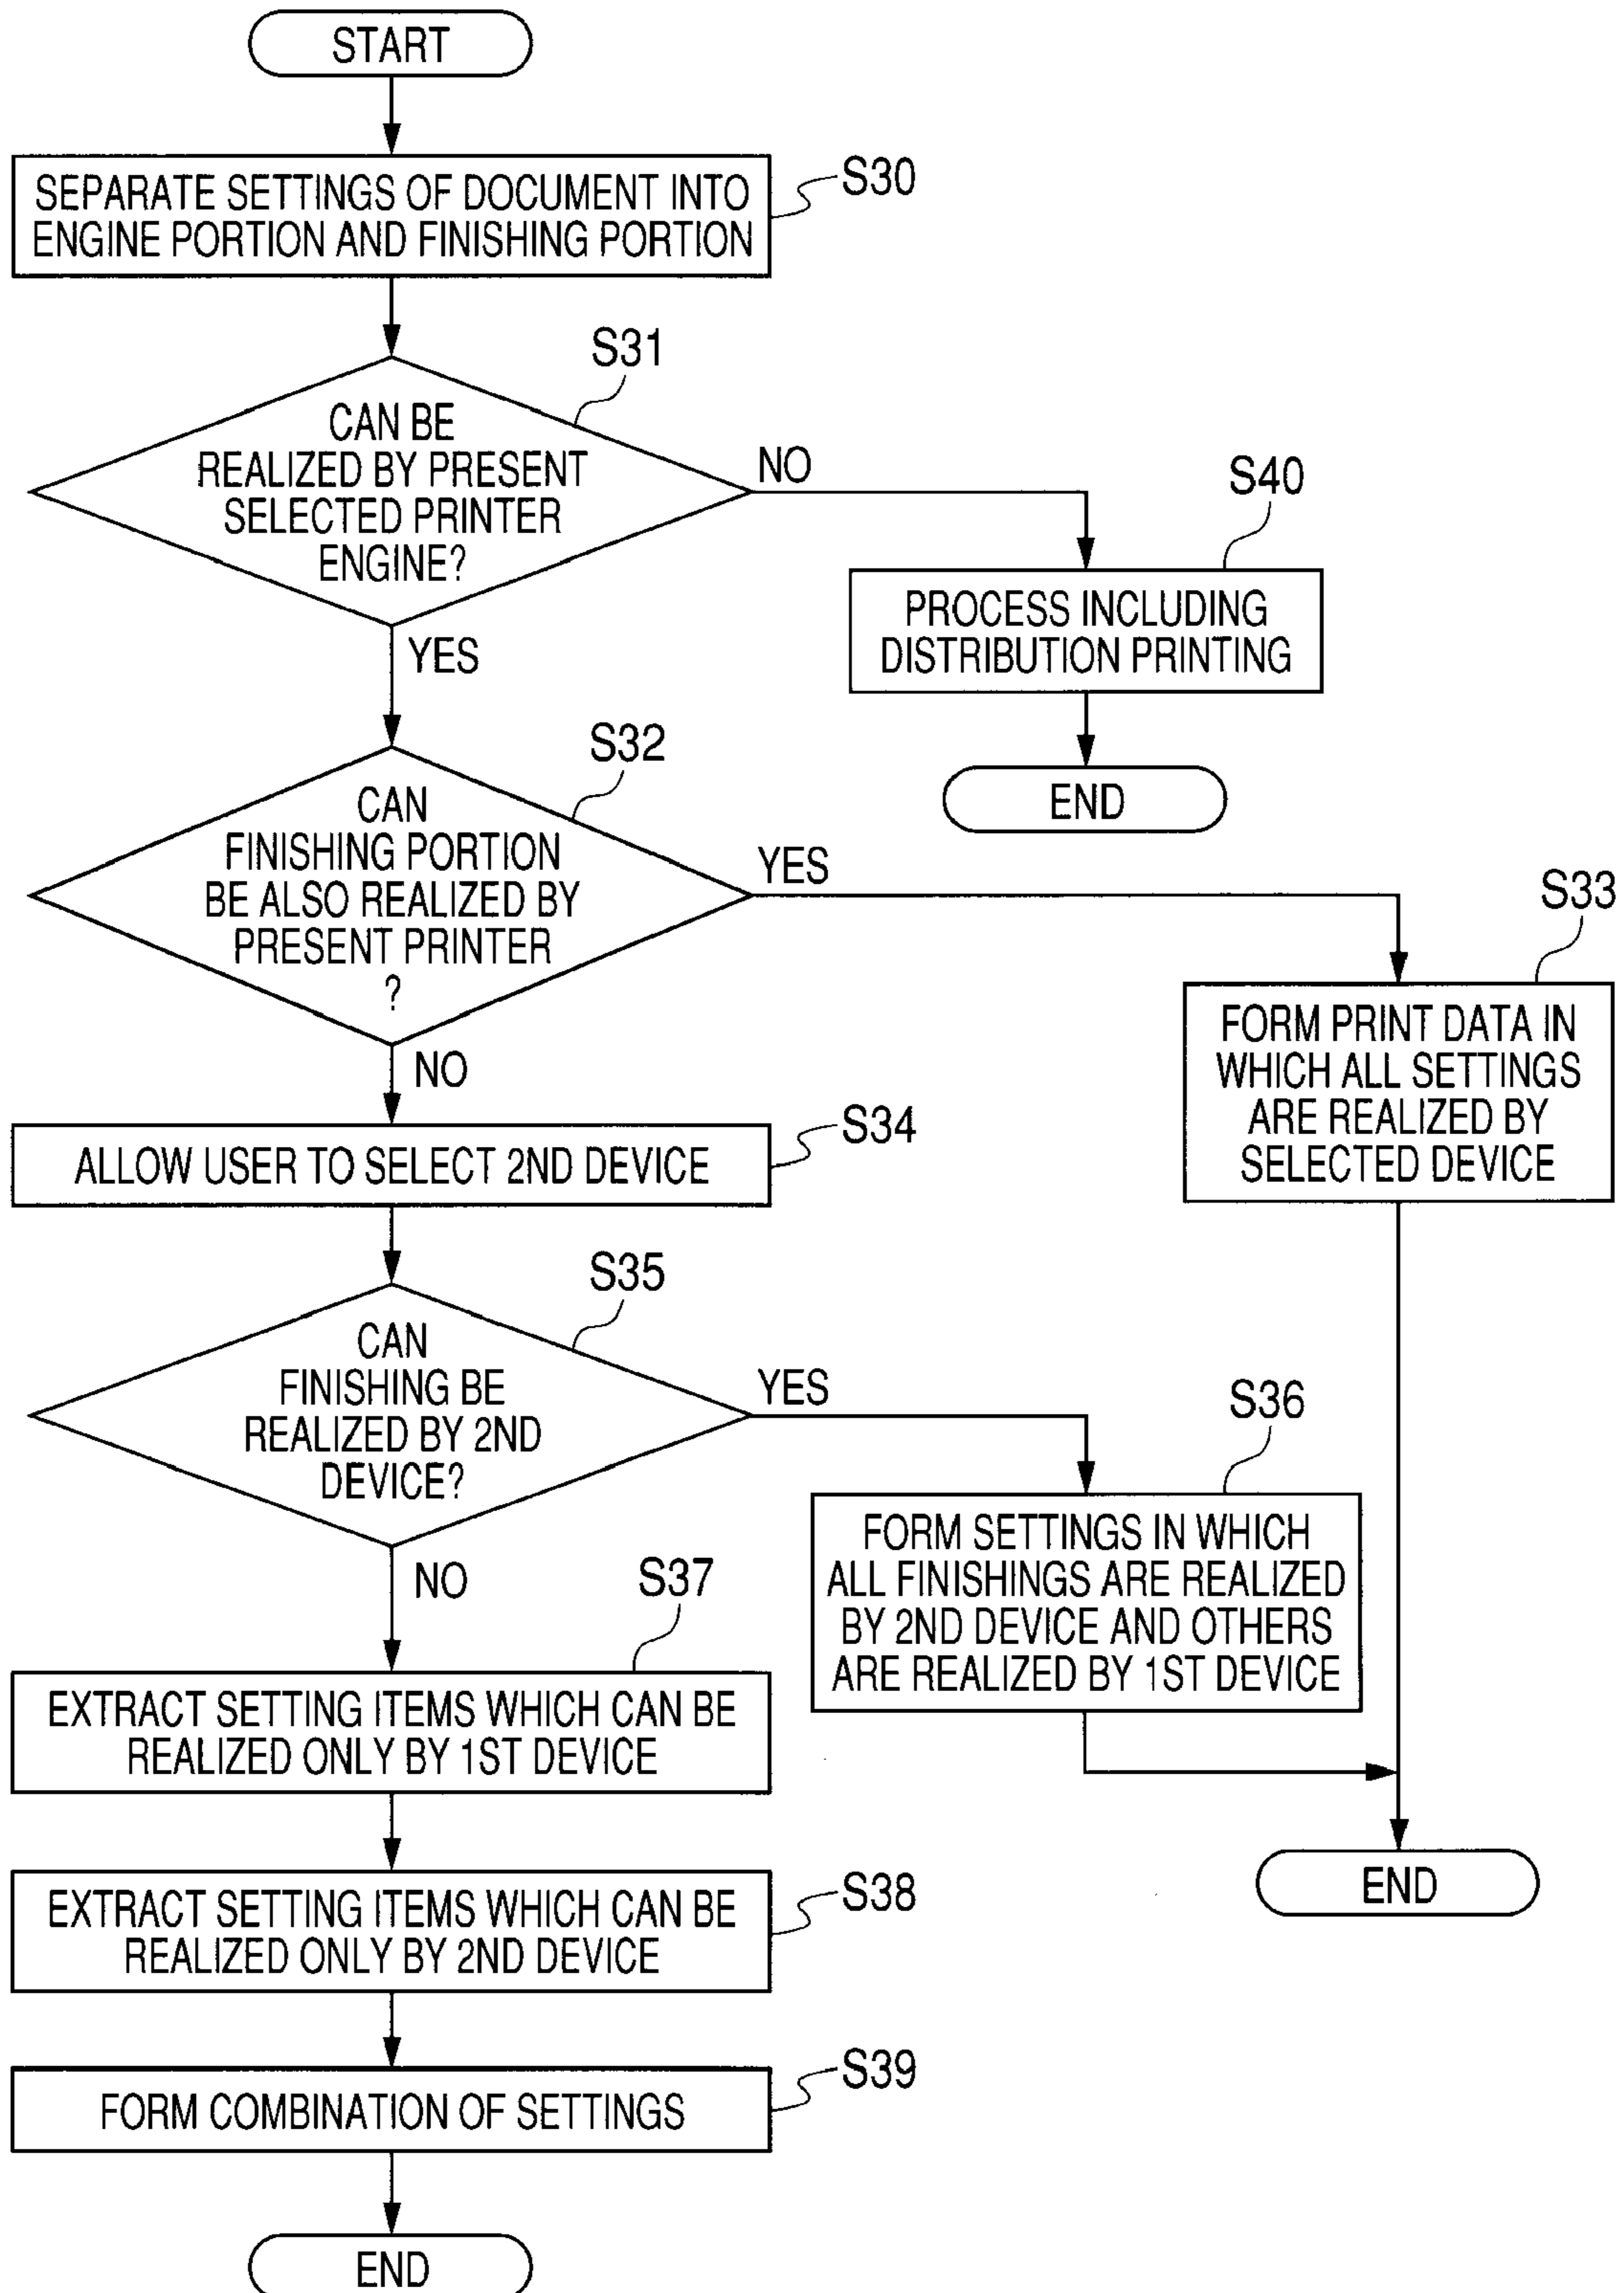 START
SEPARATE SETTINGS OF DOCUMENT INTO
ENGINE PORTION AND FINISHING PORTION
S30
S31
CAN BE
REALIZED BY PRESENT
SELECTED PRINTER
ENGINE?
NO
YES
S40
PROCESS INCLUDING
DISTRIBUTION PRINTING
END
S32
CAN
FINISHING PORTION
BE ALSO REALIZED BY
PRESENT PRINTER
?
YES
NO
S33
FORM PRINT DATA IN
WHICH ALL SETTINGS
ARE REALIZED BY
SELECTED DEVICE
S34
ALLOW USER TO SELECT 2ND DEVICE
S35
CAN
FINISHING BE
REALIZED BY 2ND
DEVICE?
YES
NO
S36
FORM SETTINGS IN WHICH
ALL FINISHINGS ARE REALIZED
BY 2ND DEVICE AND OTHERS
ARE REALIZED BY 1ST DEVICE
S37
EXTRACT SETTING ITEMS WHICH CAN BE
REALIZED ONLY BY 1ST DEVICE
END
S38
EXTRACT SETTING ITEMS WHICH CAN BE
REALIZED ONLY BY 2ND DEVICE
S39
FORM COMBINATION OF SETTINGS
END